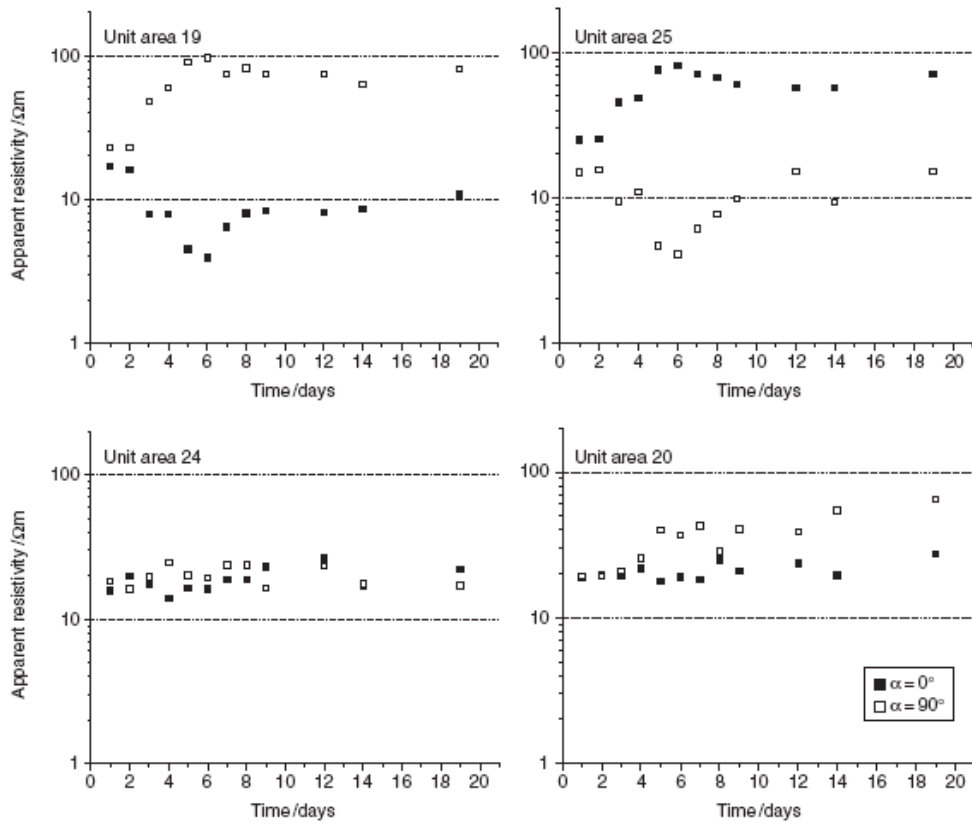 Unit area 19
100
10
1
0 2 4 6 8 10 12 14 16 18 20
Time /days
Apparent resistivity /Ωm
Unit area 25
100
10
1
0 2 4 6 8 10 12 14 16 18 20
Time /days
Unit area 24
100
10
1
0 2 4 6 8 10 12 14 16 18 20
Time /days
Apparent resistivity /Ωm
Unit area 20
100
10
1
0 2 4 6 8 10 12 14 16 18 20
Time /days
α = 0°
α = 90°